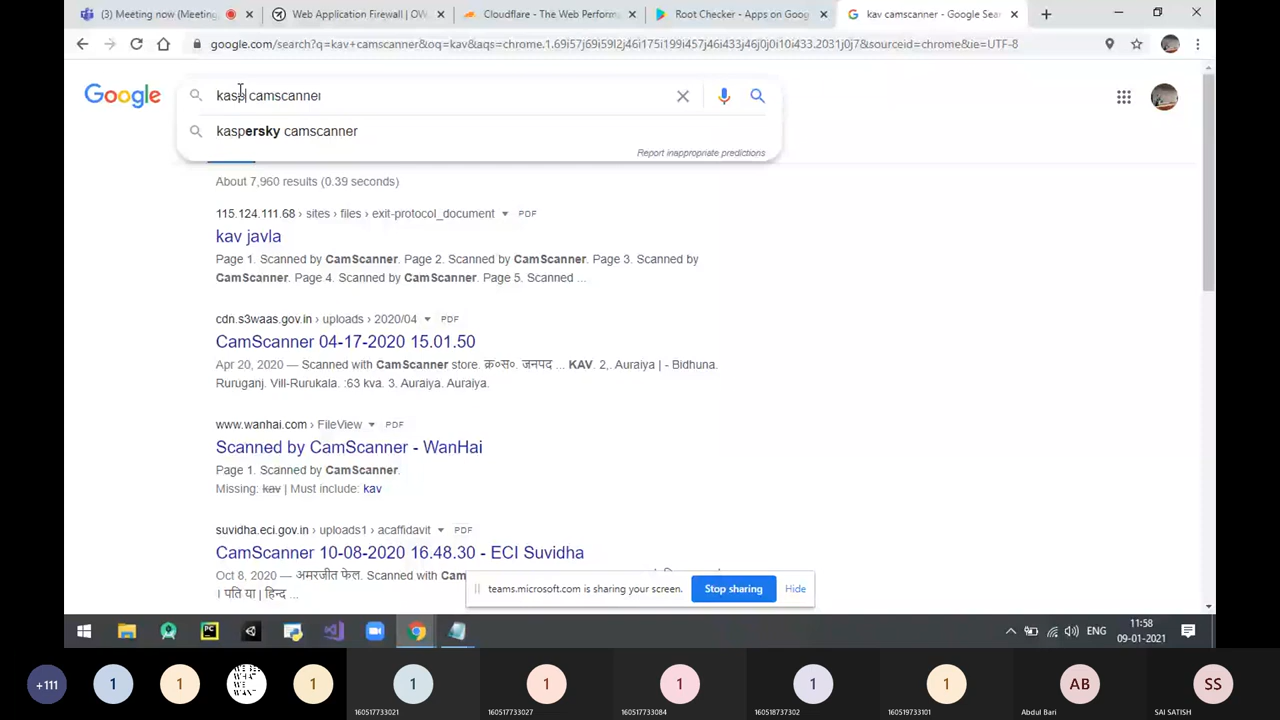 (3) Meeting now (Meeting
Web Application Firewall | OW
Cloudflare - The Web Perform
Root Checker - Apps on Goog
kav camscanner - Google Sea
google.com/search?q=kav+camscanner&oq=kav&aqs=chrome.1.69i57j69i59l2j46i175i199i457j46i433j46j0j0i10i433.2031j0j7&sourceid=chrome&ie=UTF-8
Google
kasp camscanner
kaspersky camscanner
Report inappropriate predictions
About 7,960 results (0.39 seconds)
115.124.111.68 › sites › files › exit-protocol_document PDF
kav javla
Page 1. Scanned by CamScanner. Page 2. Scanned by CamScanner. Page 3. Scanned by
CamScanner. Page 4. Scanned by CamScanner. Page 5. Scanned ...
cdn.s3waas.gov.in › uploads › 2020/04 PDF
CamScanner 04-17-2020 15.01.50
Apr 20, 2020 — Scanned with CamScanner store. क्र०स०. जनपद ... KAV. 2,. Auraiya | - Bidhuna.
Ruruganj. Vill-Rurukala. :63 kva. 3. Auraiya. Auraiya.
www.wanhai.com › FileView PDF
Scanned by CamScanner - WanHai
Page 1. Scanned by CamScanner.
Missing: kav | Must include: kav
suvidha.eci.gov.in › uploads1 › acaffidavit PDF
CamScanner 10-08-2020 16.48.30 - ECI Suvidha
Oct 8, 2020 — अमरजीत फेल. Scanned with Cam
। पति या | हिन्द ...
teams.microsoft.com is sharing your screen. Stop sharing Hide
PC
ENG
11:58
09-01-2021
+111 1 1 1 1 1 1 1 1 AB SS
160517733021 160517733027 160517733084 160518737302 160519733101 Abdul Bari SAI SATISH